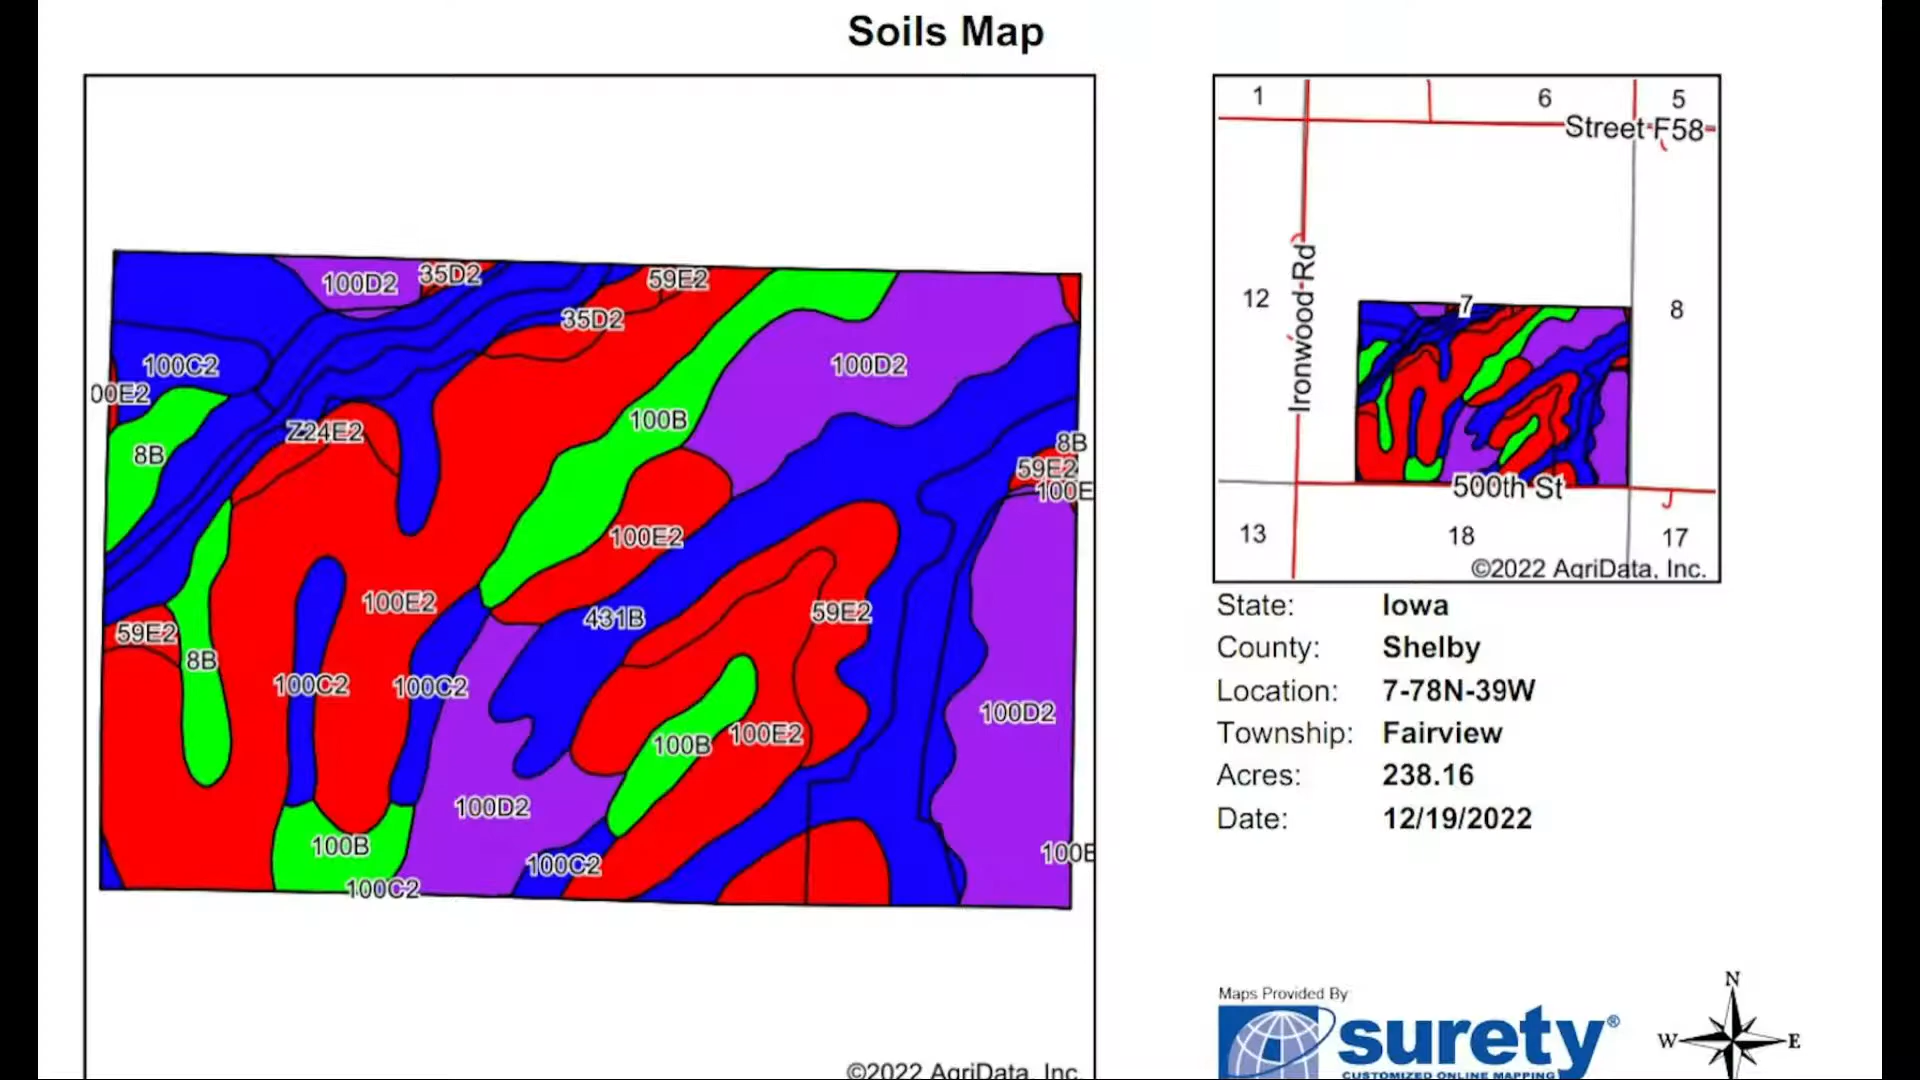 Soils Map
100D2
35D2
59E2
35D2
100C2
100D2
00E2
100B
Z24E2
8B
8B
59E2
100E
100E2
100E2
431B
59E2
59E2
8B
100C2
100C2
100D2
100B
100E2
100D2
100B
100C2
100E
100C2
©2022 AgriData, Inc.
1
6
5
Street F58
Ironwood Rd
12
7
8
500th St
13
18
17
©2022 AgriData, Inc.
State: Iowa
County: Shelby
Location: 7-78N-39W
Township: Fairview
Acres: 238.16
Date: 12/19/2022
Maps Provided By
surety®
CUSTOMIZED ONLINE MAPPING
N
W
E